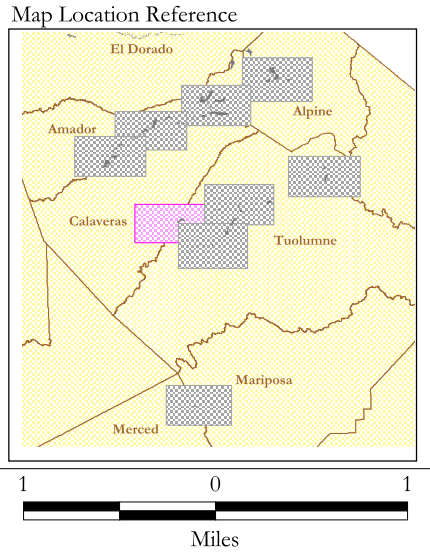 Map Location Reference
El Dorado
Alpine
Amador
Calaveras
Tuolumne
Mariposa
Merced
1 0 1
Miles